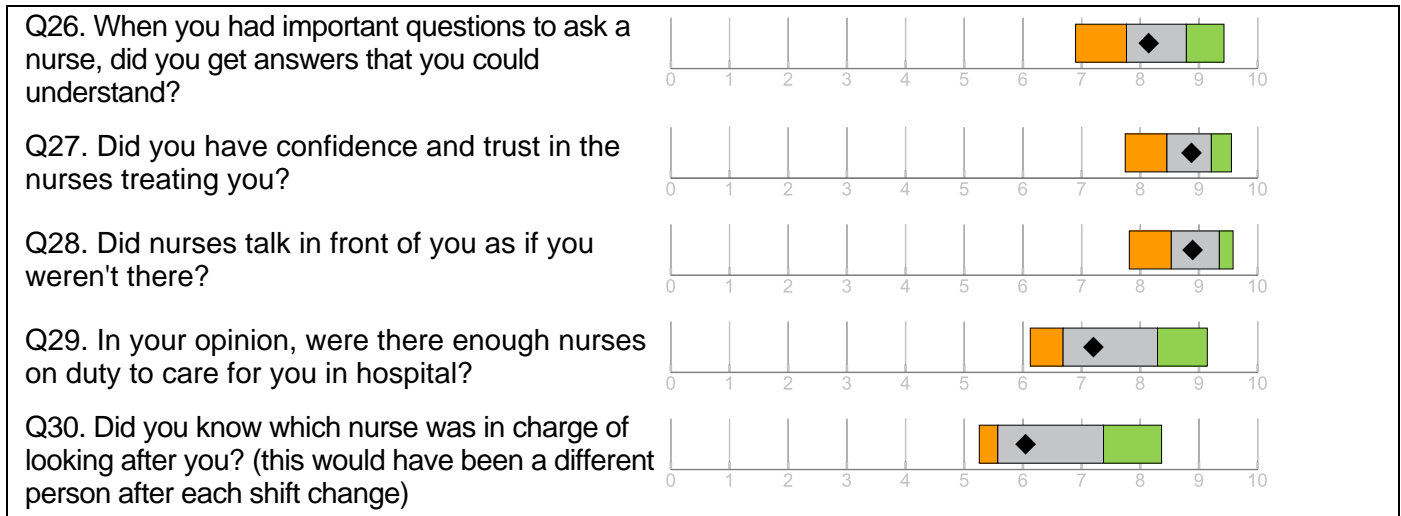 Q26. When you had important questions to ask a
nurse, did you get answers that you could
understand?
0 1 2 3 4 5 6 7 8 9 10
Q27. Did you have confidence and trust in the
nurses treating you?
0 1 2 3 4 5 6 7 8 9 10
Q28. Did nurses talk in front of you as if you
weren't there?
0 1 2 3 4 5 6 7 8 9 10
Q29. In your opinion, were there enough nurses
on duty to care for you in hospital?
0 1 2 3 4 5 6 7 8 9 10
Q30. Did you know which nurse was in charge of
looking after you? (this would have been a different
person after each shift change)
0 1 2 3 4 5 6 7 8 9 10